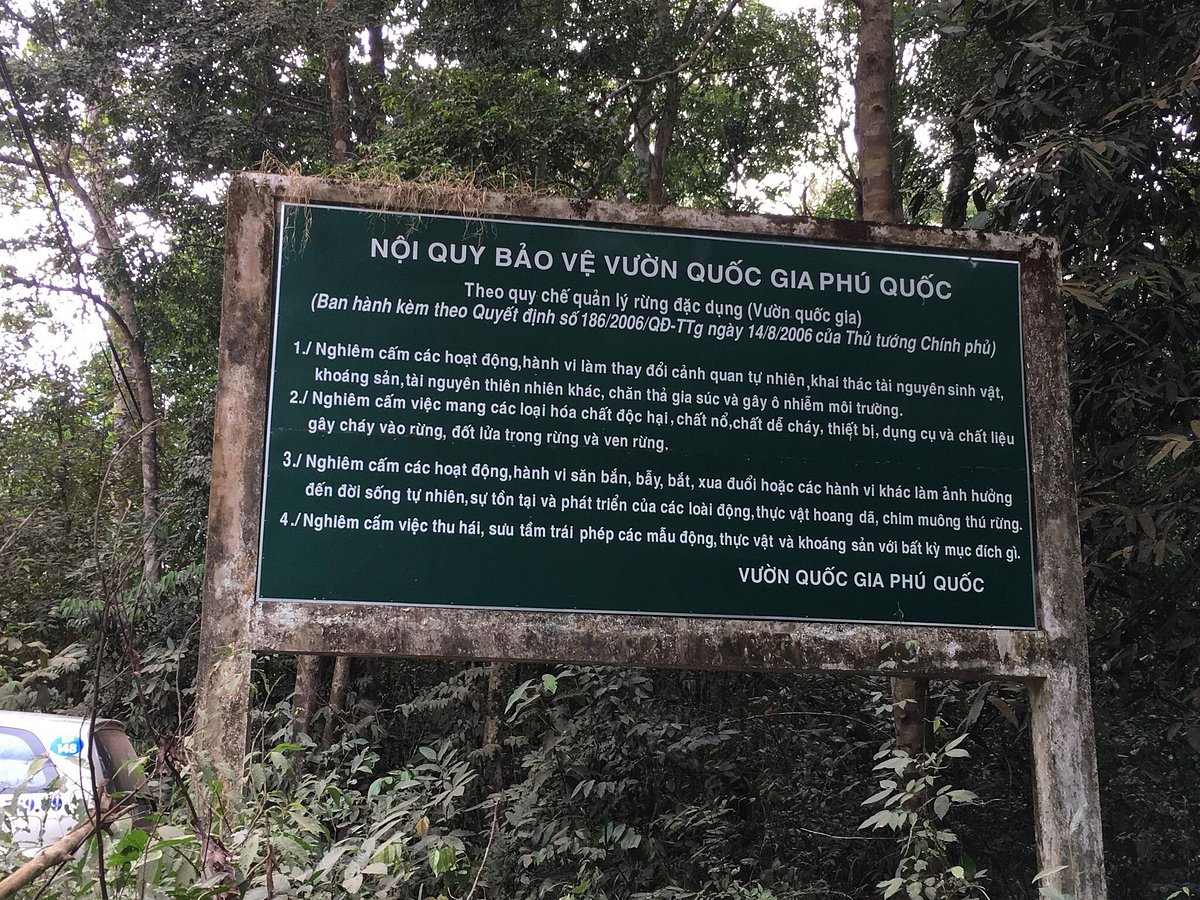 NỘI QUY BẢO VỆ VƯỜN QUỐC GIA PHÚ QUỐC
Theo quy chế quản lý rừng đặc dụng (Vườn quốc gia)
(Ban hành kèm theo Quyết định số 186/2006/QĐ-TTg ngày 14/8/2006 của Thủ tướng Chính phủ)
1./ Nghiêm cấm các hoạt động,hành vi làm thay đổi cảnh quan tự nhiên,khai thác tài nguyên sinh vật,
khoáng sản,tài nguyên thiên nhiên khác, chăn thả gia súc và gây ô nhiễm môi trường.
2./ Nghiêm cấm việc mang các loại hóa chất độc hại,chất nổ,chất dễ cháy, thiết bị, dụng cụ và chất liệu
gây cháy vào rừng, đốt lửa trong rừng và ven rừng.
3./ Nghiêm cấm các hoạt động,hành vi săn bắn, bẫy, bắt, xua đuổi hoặc các hành vi khác làm ảnh hưởng
đến đời sống tự nhiên,sự tồn tại và phát triển của các loài động,thực vật hoang dã, chim muông thú rừng.
4./Nghiêm cấm việc thu hái, sưu tầm trái phép các mẫu động,thực vật và khoáng sản với bất kỳ mục đích gì.
VƯỜN QUỐC GIA PHÚ QUỐC
148